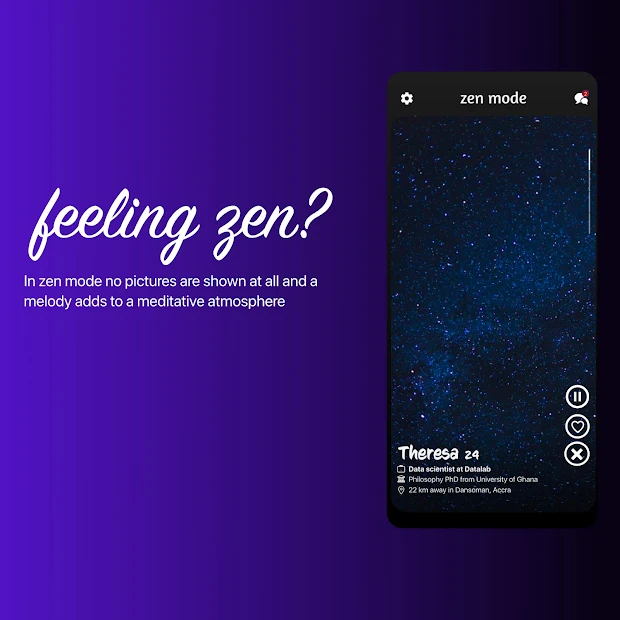 feeling zen?
In zen mode no pictures are shown at all and a
melody adds to a meditative atmosphere
zen mode
2
Theresa 24
Data scientist at Datalab
Philosophy PhD from University of Ghana
22 km away in Dansoman, Accra